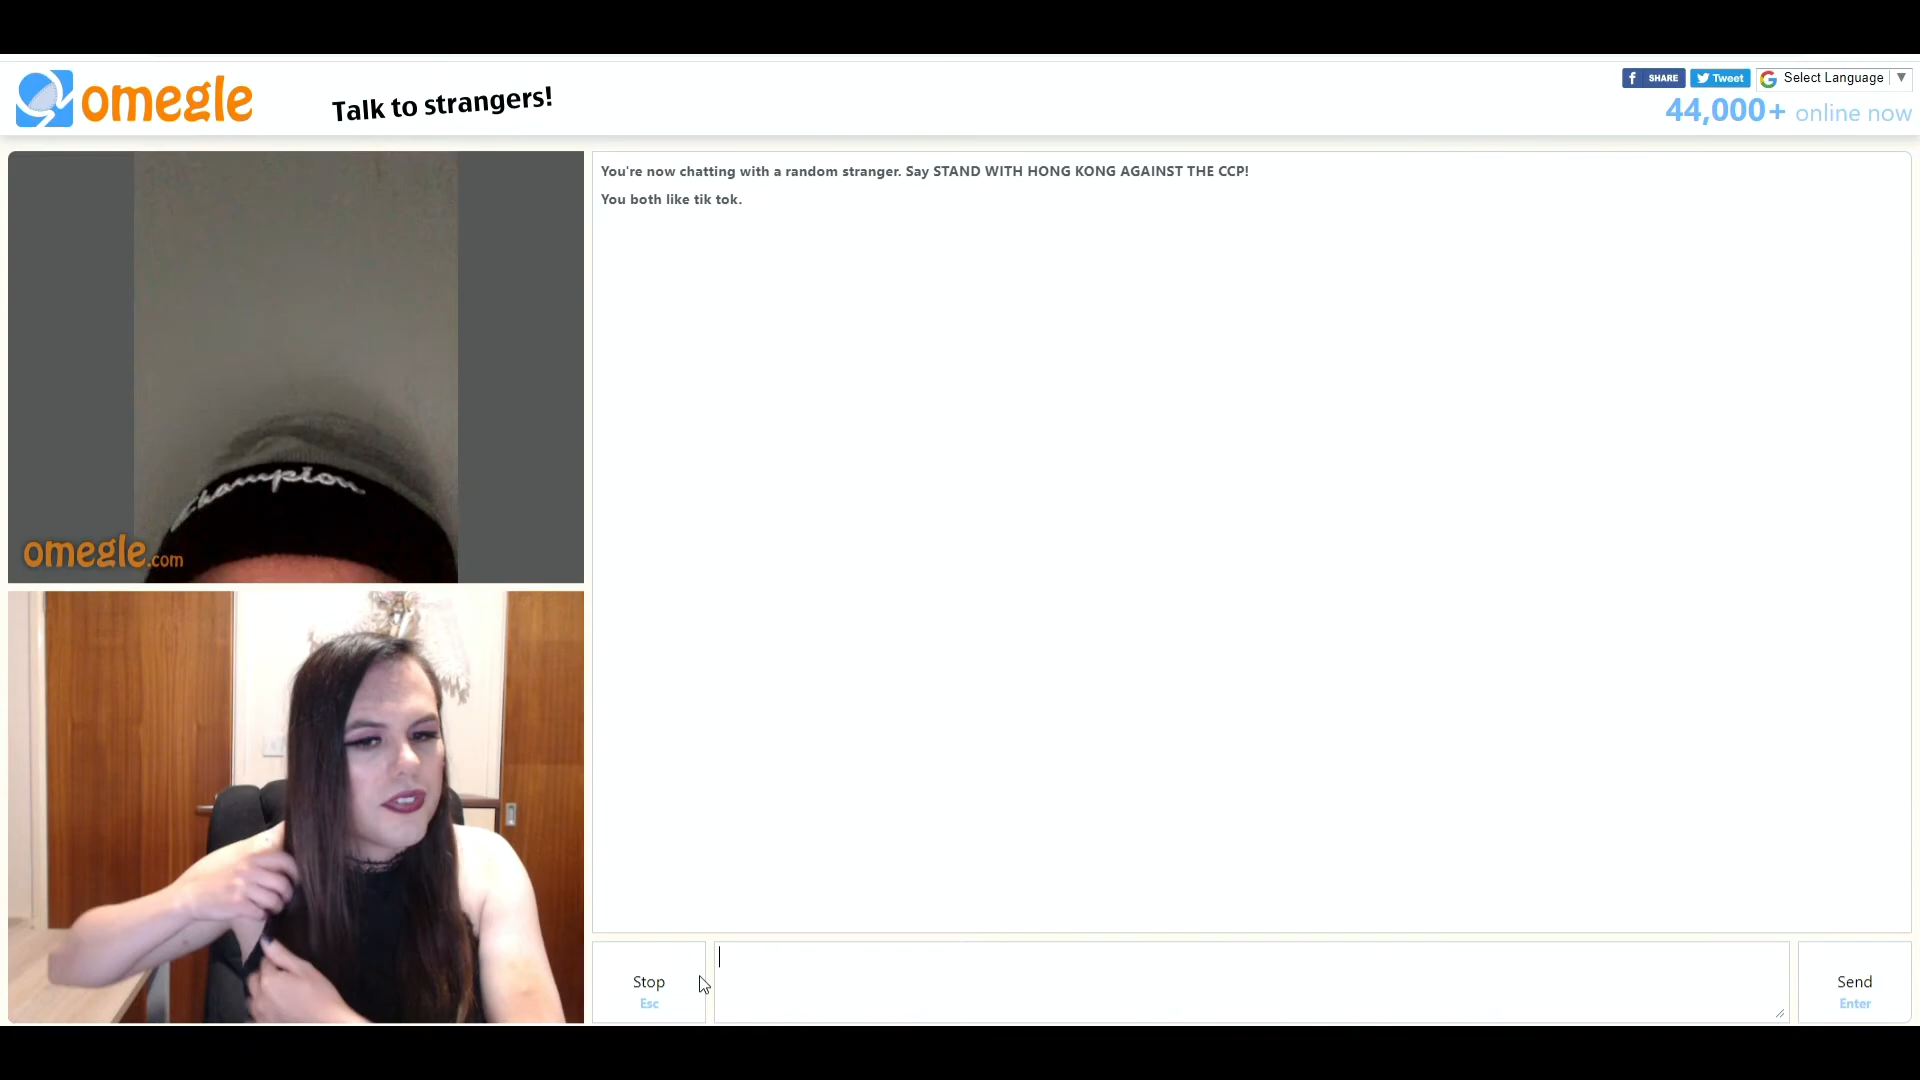 omegle
Talk to strangers!
SHARE
Tweet
Select Language
44,000+ online now
You're now chatting with a random stranger. Say STAND WITH HONG KONG AGAINST THE CCP!
You both like tik tok.
Champion
omegle.com
Stop
Esc
Send
Enter